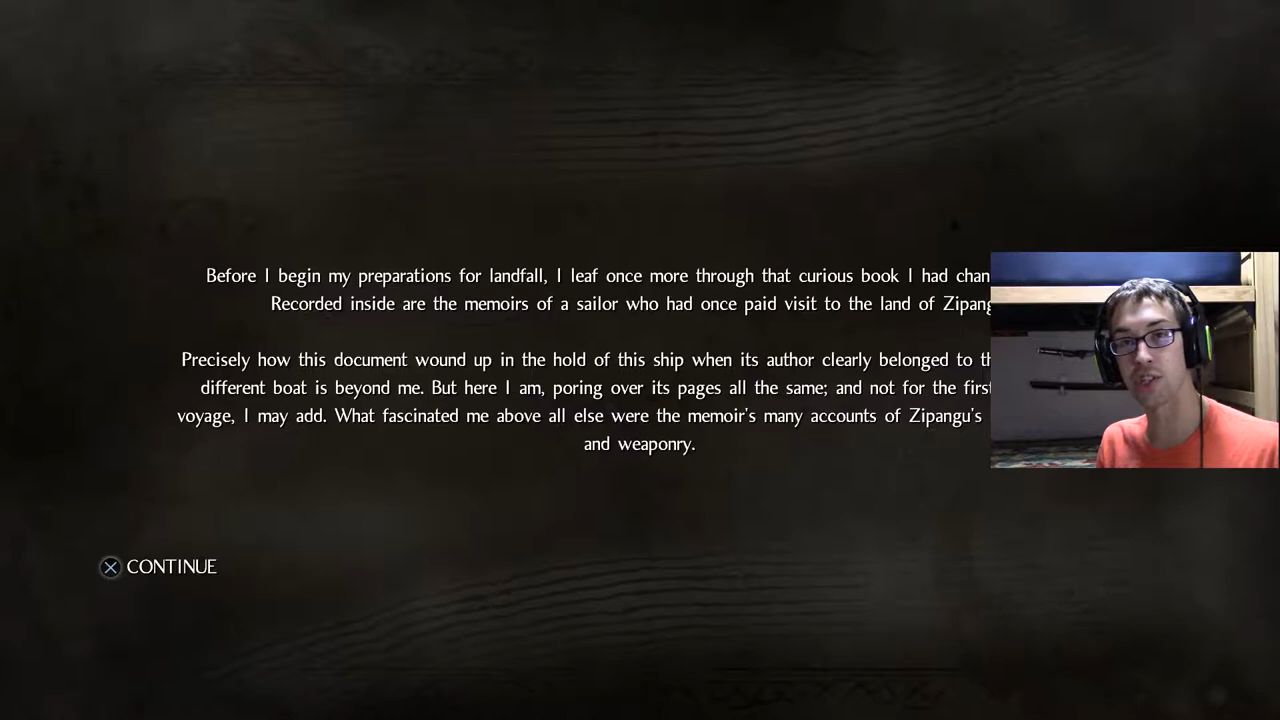 Before I begin my preparations for landfall, I leaf once more through that curious book I had
Recorded inside are the memoirs of a sailor who had once paid visit to the land of
Precisely how this document wound up in the hold of this ship when its author clearly belonged to
different boat is beyond me. But here I am, poring over its pages all the same; and not for the first
voyage, I may add. What fascinated me above all else were the memoir's many accounts of Zipangu's
and weaponry.
CONTINUE